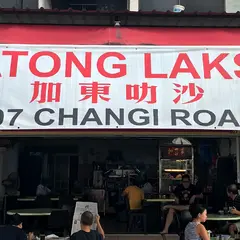 TONG LAKS
加東叻沙
07 CHANGI ROA